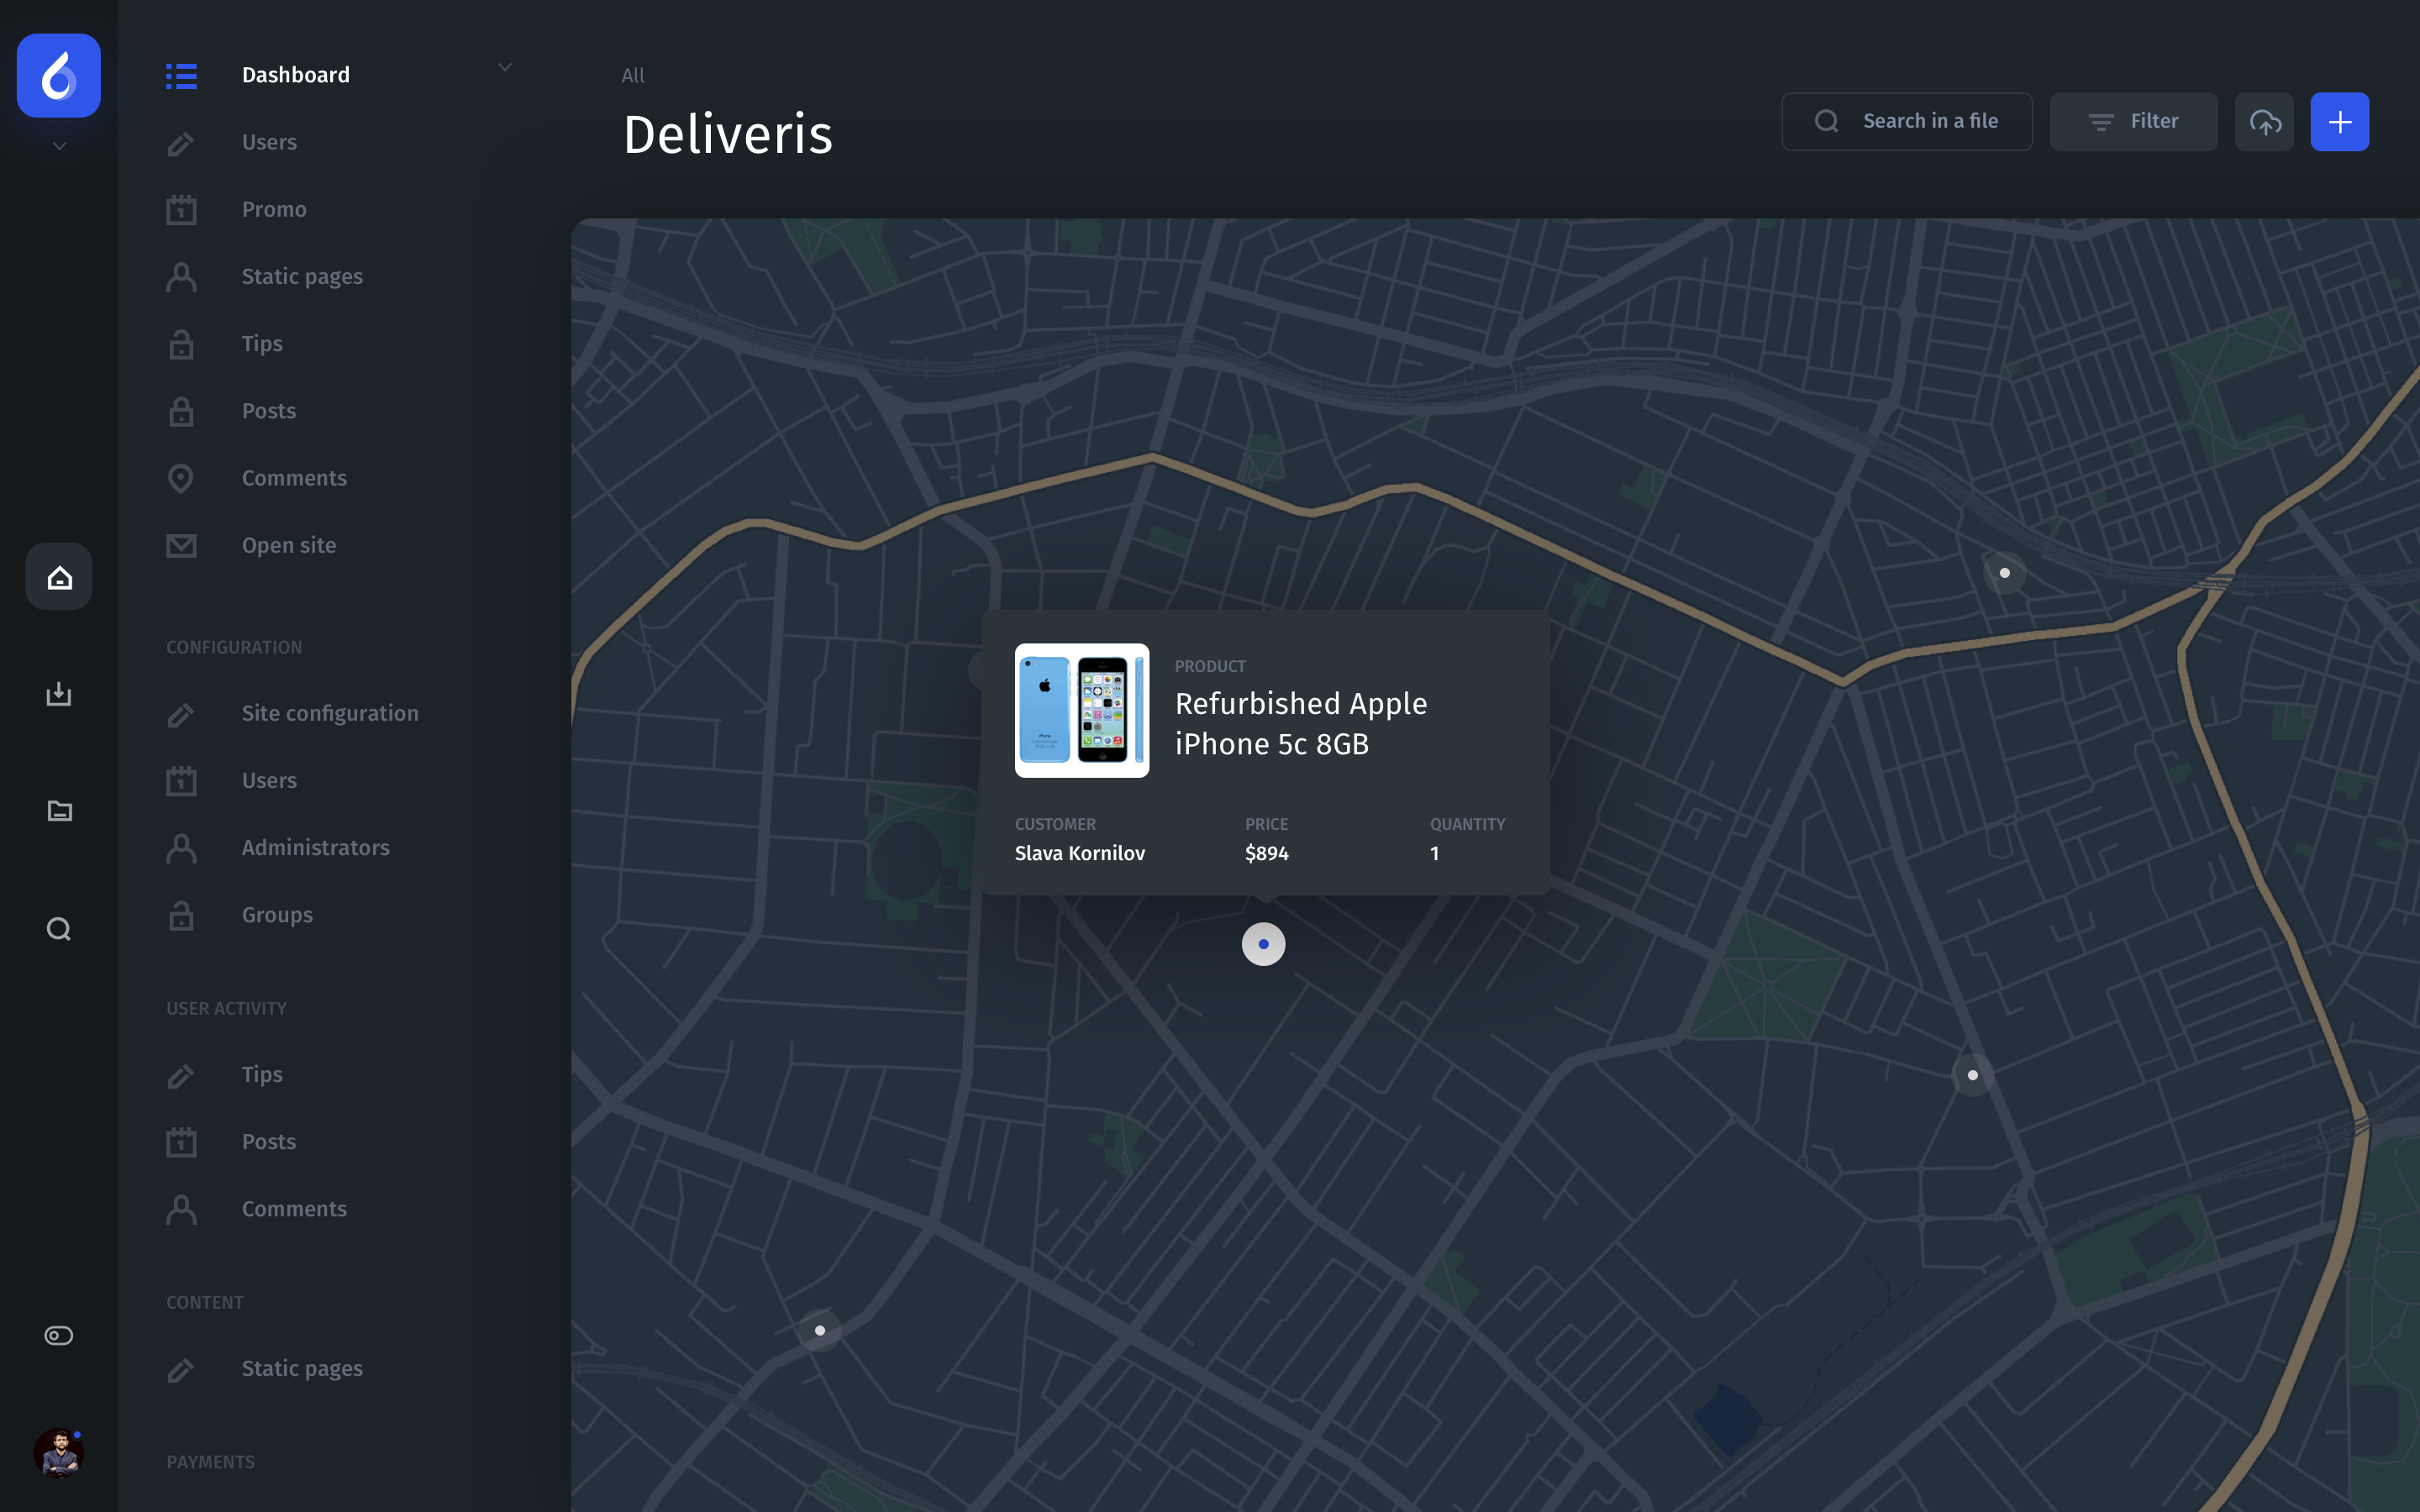 Dashboard
Users
Promo
Static pages
Tips
Posts
Comments
Open site
CONFIGURATION
Site configuration
Users
Administrators
Groups
USER ACTIVITY
Tips
Posts
Comments
CONTENT
Static pages
PAYMENTS
All
Deliveris
Search in a file
Filter
PRODUCT
Refurbished Apple
iPhone 5c 8GB
CUSTOMER
PRICE
QUANTITY
Slava Kornilov
$894
1